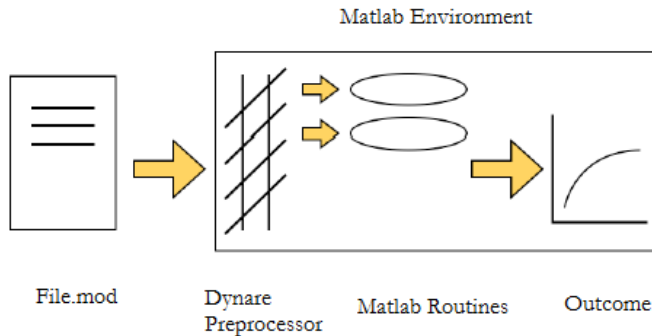 Matlab Environment
File.mod
Dynare
Preprocessor
Matlab Routines
Outcome